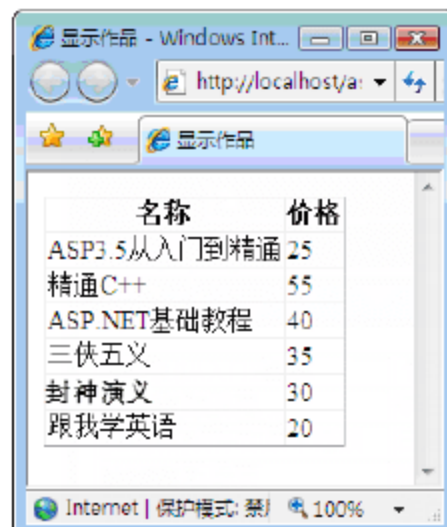 显示作品 - Windows Int...
http://localhost/a
显示作品
名称 价格
ASP3.5从入门到精通 25
精通C++ 55
ASP.NET基础教程 40
三侠五义 35
封神演义 30
跟我学英语 20
Internet | 保护模式: 禁 100%